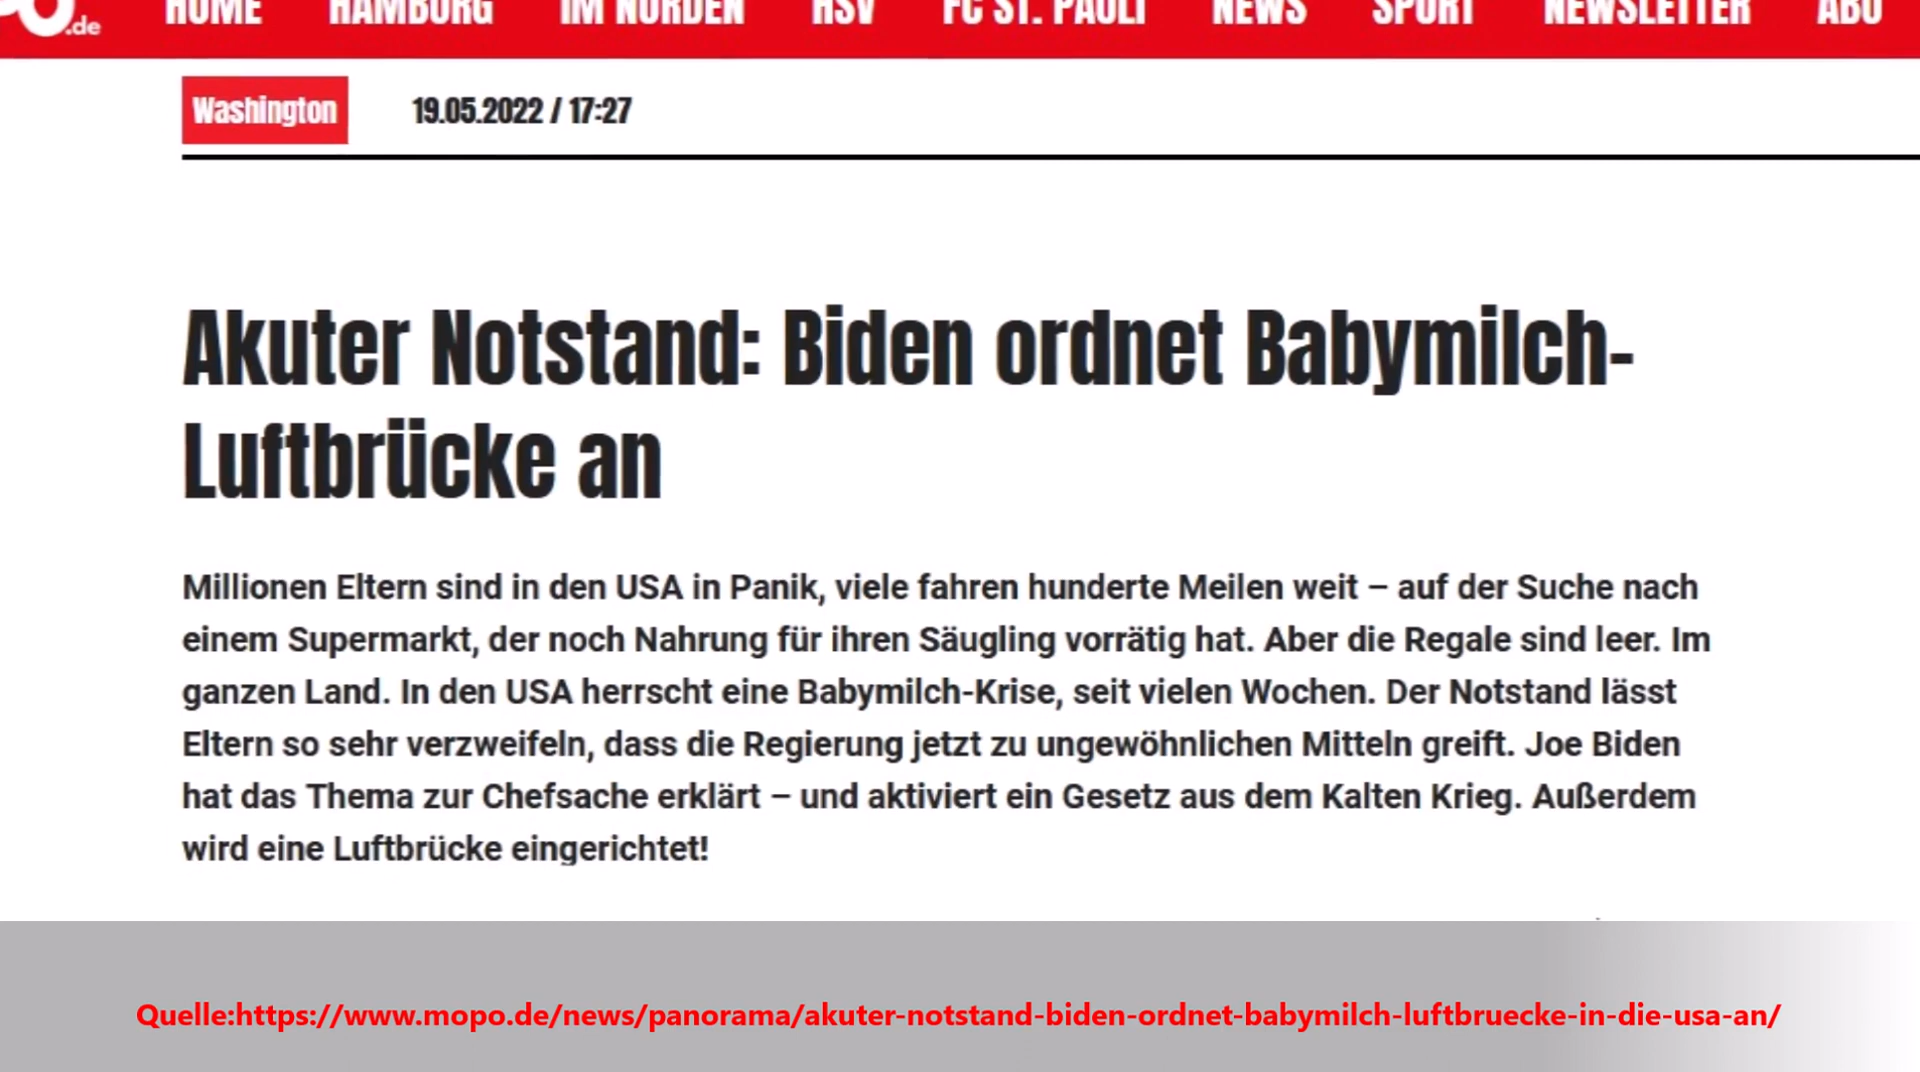 .de HOME HAMBURG IM NORDEN HSV FC ST. PAULI NEWS SPORT NEWSLETTER ABO
Washington 19.05.2022 / 17:27
Akuter Notstand: Biden ordnet Babymilch-
Luftbrücke an
Millionen Eltern sind in den USA in Panik, viele fahren hunderte Meilen weit – auf der Suche nach
einem Supermarkt, der noch Nahrung für ihren Säugling vorrätig hat. Aber die Regale sind leer. Im
ganzen Land. In den USA herrscht eine Babymilch-Krise, seit vielen Wochen. Der Notstand lässt
Eltern so sehr verzweifeln, dass die Regierung jetzt zu ungewöhnlichen Mitteln greift. Joe Biden
hat das Thema zur Chefsache erklärt – und aktiviert ein Gesetz aus dem Kalten Krieg. Außerdem
wird eine Luftbrücke eingerichtet!
Quelle:https://www.mopo.de/news/panorama/akuter-notstand-biden-ordnet-babymilch-luftbruecke-in-die-usa-an/